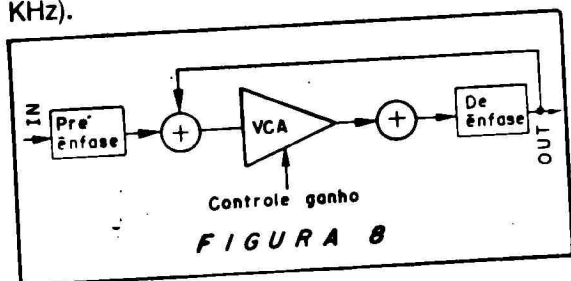 KHz).
IN
Pré
ênfase
+
VCA
+
De
ênfase
OUT
Controle ganho
FIGURA 8